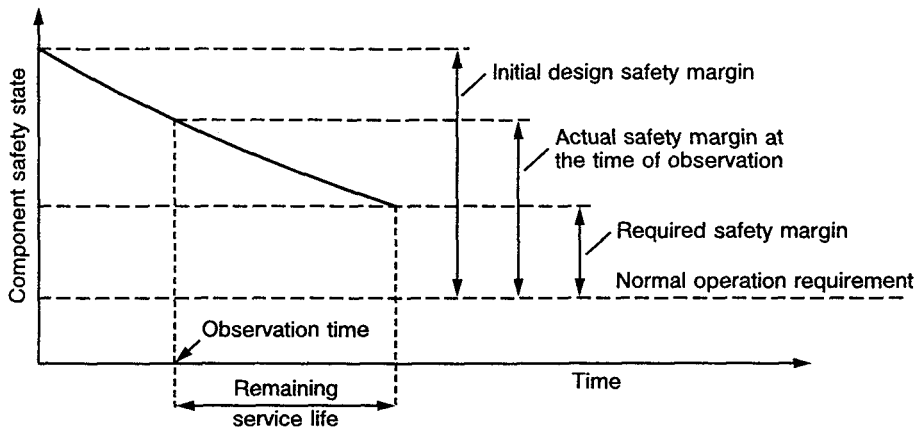 Component safety state
Initial design safety margin
Actual safety margin at
the time of observation
Required safety margin
Normal operation requirement
Observation time
Time
Remaining
service life